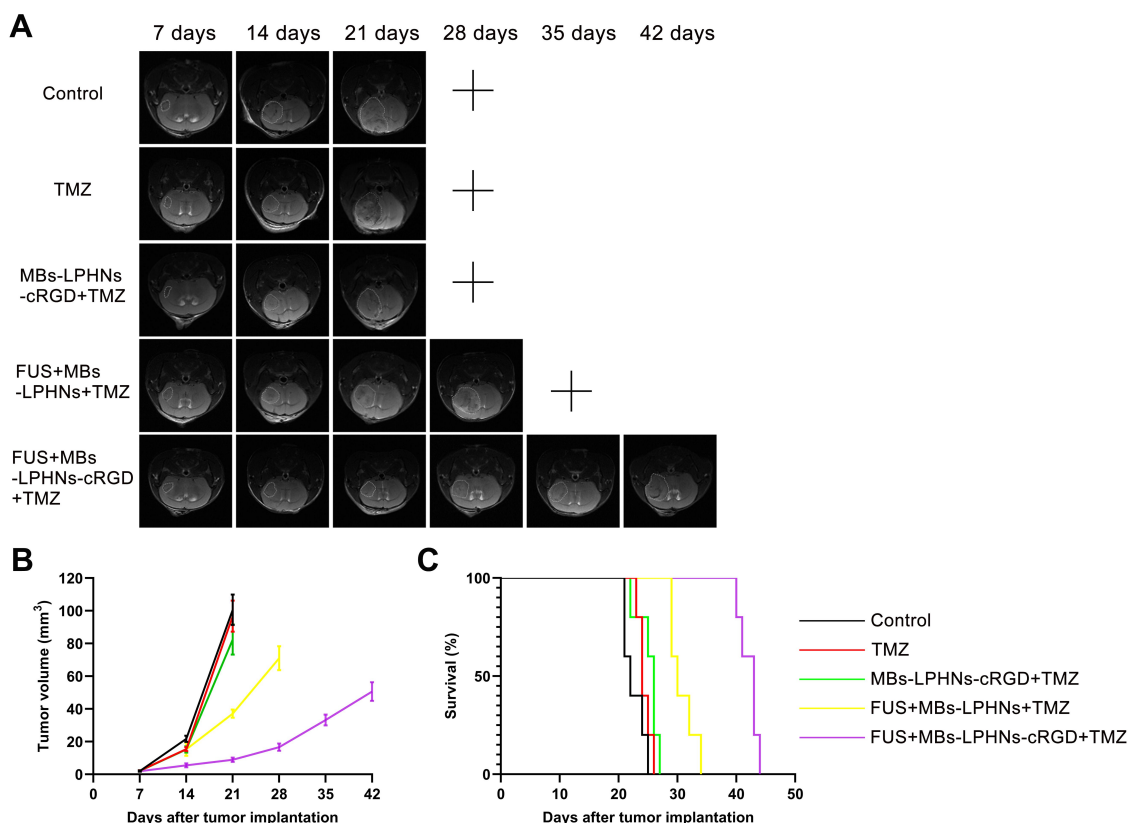 A
7 days 14 days 21 days 28 days 35 days 42 days
Control
TMZ
MBs-LPHNs
-cRGD+TMZ
FUS+MBs
-LPHNs+TMZ
FUS+MBs
-LPHNs-cRGD
+TMZ
B
Tumor volume (mm³)
120
100
80
60
40
20
0
0 7 14 21 28 35 42
Days after tumor implantation
C
Survival (%)
100
50
0
0 10 20 30 40 50
Days after tumor implantation
Control
TMZ
MBs-LPHNs-cRGD+TMZ
FUS+MBs-LPHNs+TMZ
FUS+MBs-LPHNs-cRGD+TMZ